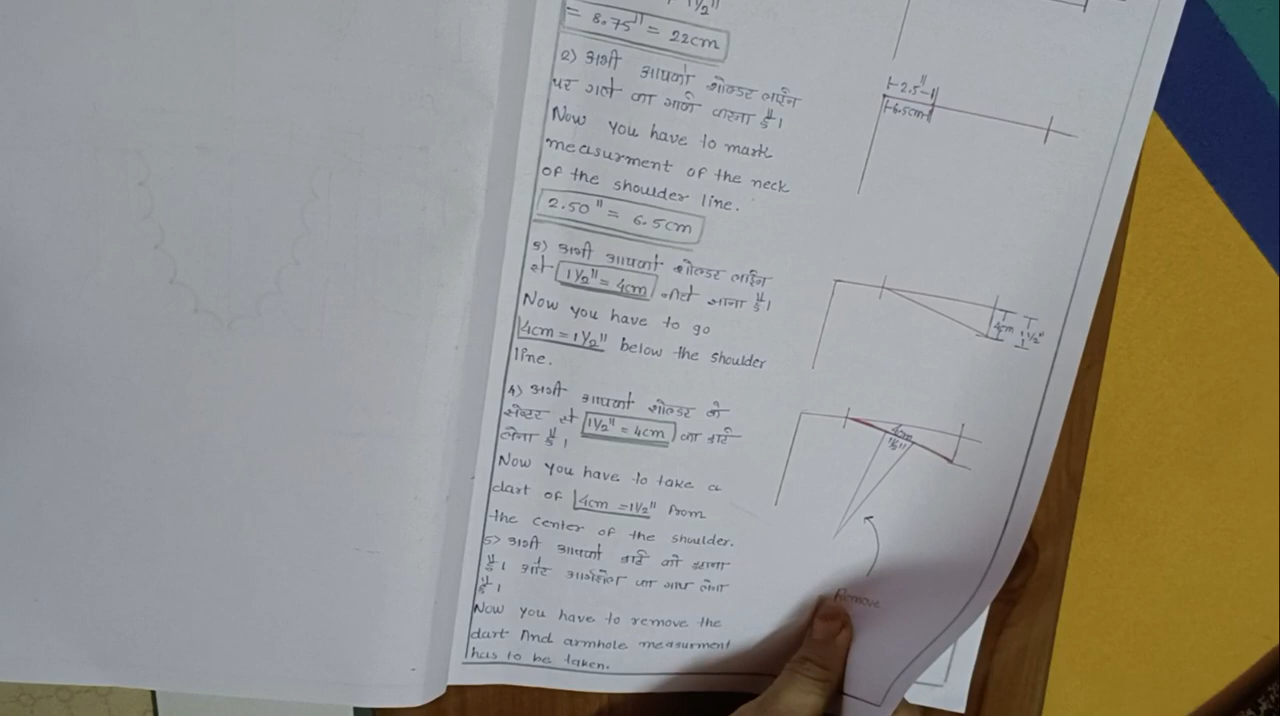 1½"
= 8.75" = 22cm
2) अभी आपको शोल्डर लाईन
पर गले का मार्क करना है।
Now you have to mark
measurment of the neck
of the shoulder line.
2.50" = 6.5cm
3) अभी आपको शोल्डर लाईन
से 1½" = 4cm नीचे आना है।
Now you have to go
4cm = 1½" below the shoulder
line.
4) अभी आपको शोल्डर के
सेन्टर से 1½" = 4cm का डार्ट
लेना है।
Now you have to take a
dart of 4cm = 1½" from
the center of the shoulder.
5) अभी आपको डार्ट को हटाना
है। और आर्महोल का माप लेना
है।
Now you have to remove the
dart And armhole measurment
has to be taken.
2.5"
6.5cm
4cm 1½"
4cm
1½"
Remove